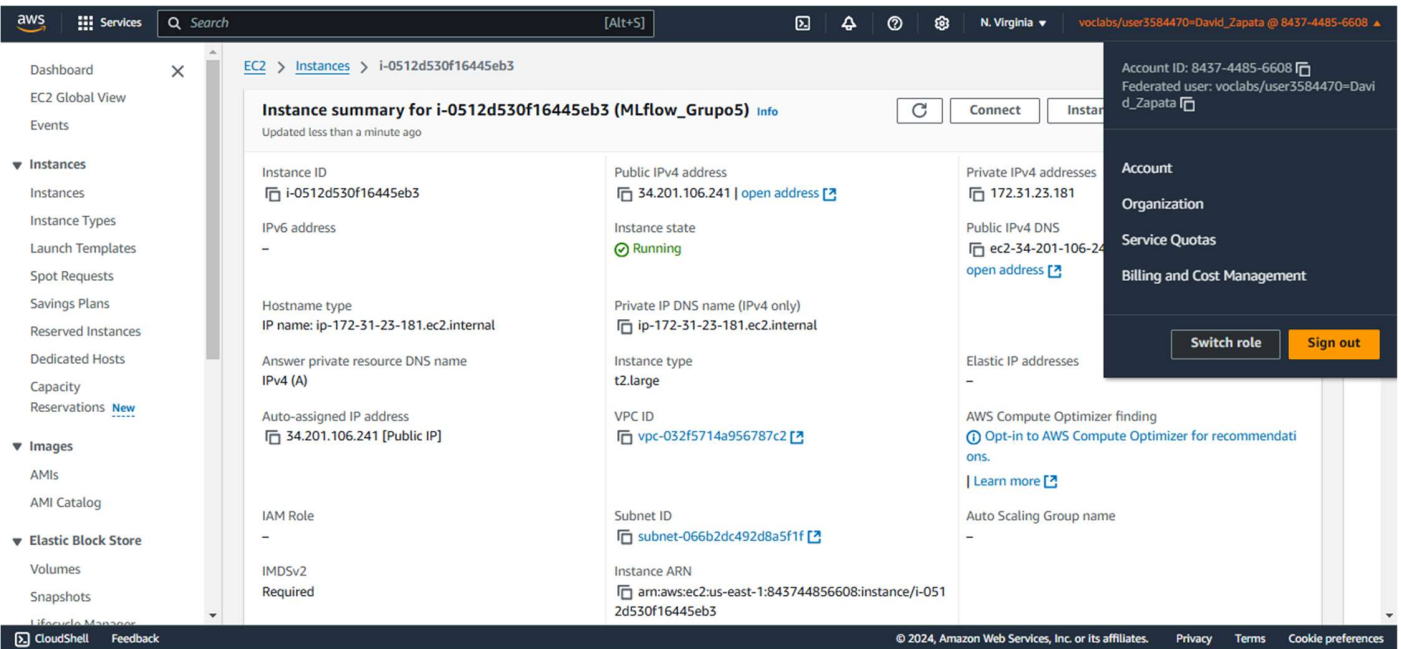 aws
Services
Search
[Alt+S]
N. Virginia
voclabs/user3584470=David_Zapata @ 8437-4485-6608
Dashboard
EC2 Global View
Events
Instances
Instances
Instance Types
Launch Templates
Spot Requests
Savings Plans
Reserved Instances
Dedicated Hosts
Capacity
Reservations New
Images
AMIs
AMI Catalog
Elastic Block Store
Volumes
Snapshots
Lifecycle Manager
EC2 > Instances > i-0512d530f16445eb3
Instance summary for i-0512d530f16445eb3 (MLflow_Grupo5) Info
Updated less than a minute ago
Connect
Instan
Instance ID
i-0512d530f16445eb3
Public IPv4 address
34.201.106.241 | open address
Private IPv4 addresses
172.31.23.181
IPv6 address
–
Instance state
Running
Public IPv4 DNS
ec2-34-201-106-24
open address
Hostname type
IP name: ip-172-31-23-181.ec2.internal
Private IP DNS name (IPv4 only)
ip-172-31-23-181.ec2.internal
Answer private resource DNS name
IPv4 (A)
Instance type
t2.large
Elastic IP addresses
–
Auto-assigned IP address
34.201.106.241 [Public IP]
VPC ID
vpc-032f5714a956787c2
AWS Compute Optimizer finding
Opt-in to AWS Compute Optimizer for recommendati
ons.
| Learn more
IAM Role
–
Subnet ID
subnet-066b2dc492d8a5f1f
Auto Scaling Group name
–
IMDSv2
Required
Instance ARN
arn:aws:ec2:us-east-1:843744856608:instance/i-051
2d530f16445eb3
Account ID: 8437-4485-6608
Federated user: voclabs/user3584470=Davi
d_Zapata
Account
Organization
Service Quotas
Billing and Cost Management
Switch role
Sign out
CloudShell
Feedback
© 2024, Amazon Web Services, Inc. or its affiliates.
Privacy
Terms
Cookie preferences